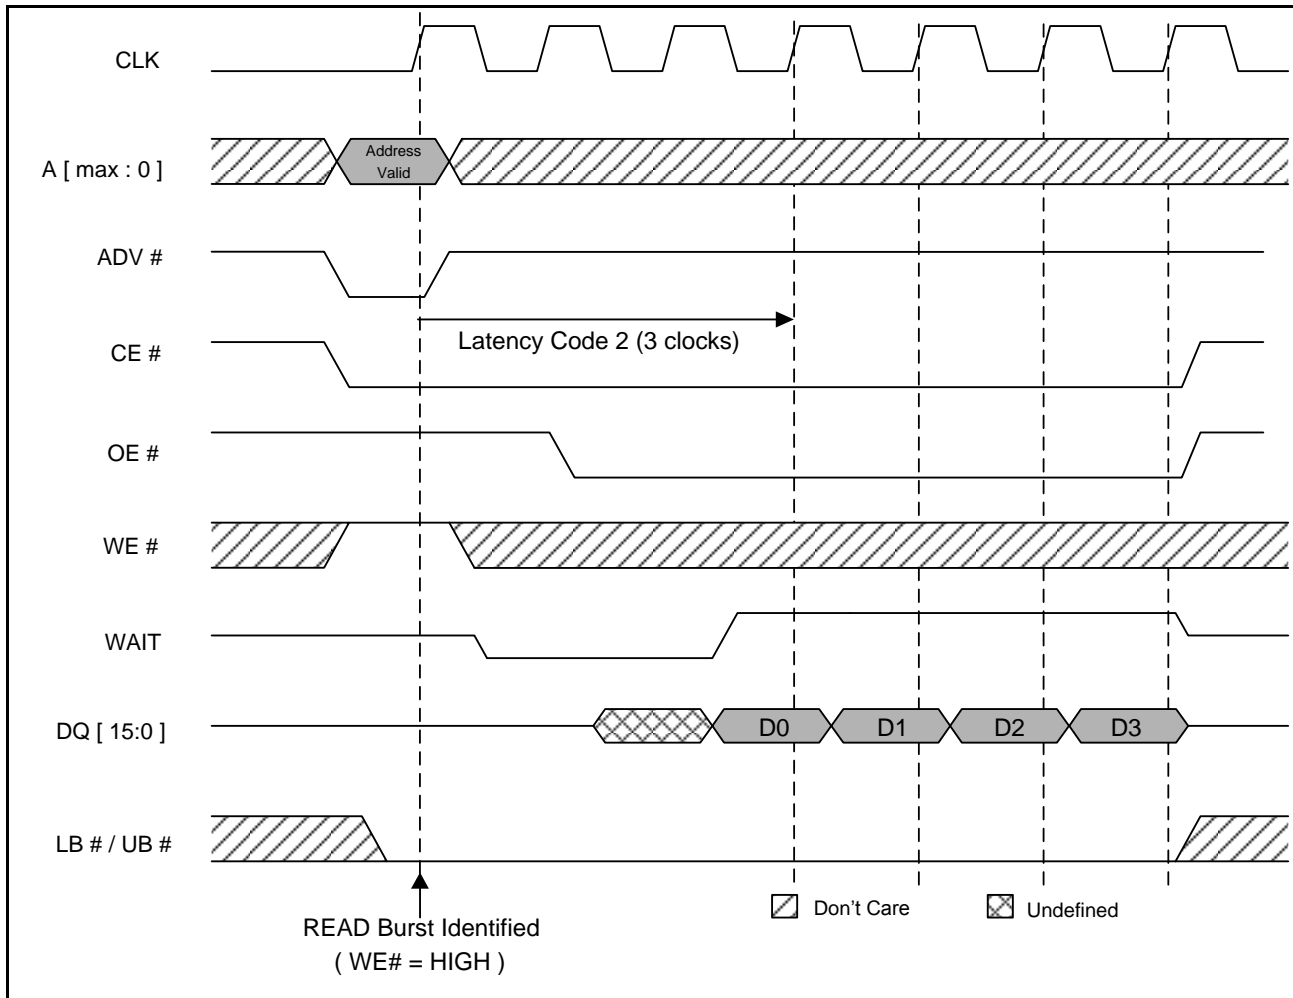 CLK
A [ max : 0 ]
Address
Valid
ADV #
Latency Code 2 (3 clocks)
CE #
OE #
WE #
WAIT
DQ [ 15:0 ]
D0
D1
D2
D3
LB # / UB #
Don't Care
Undefined
READ Burst Identified
( WE# = HIGH )